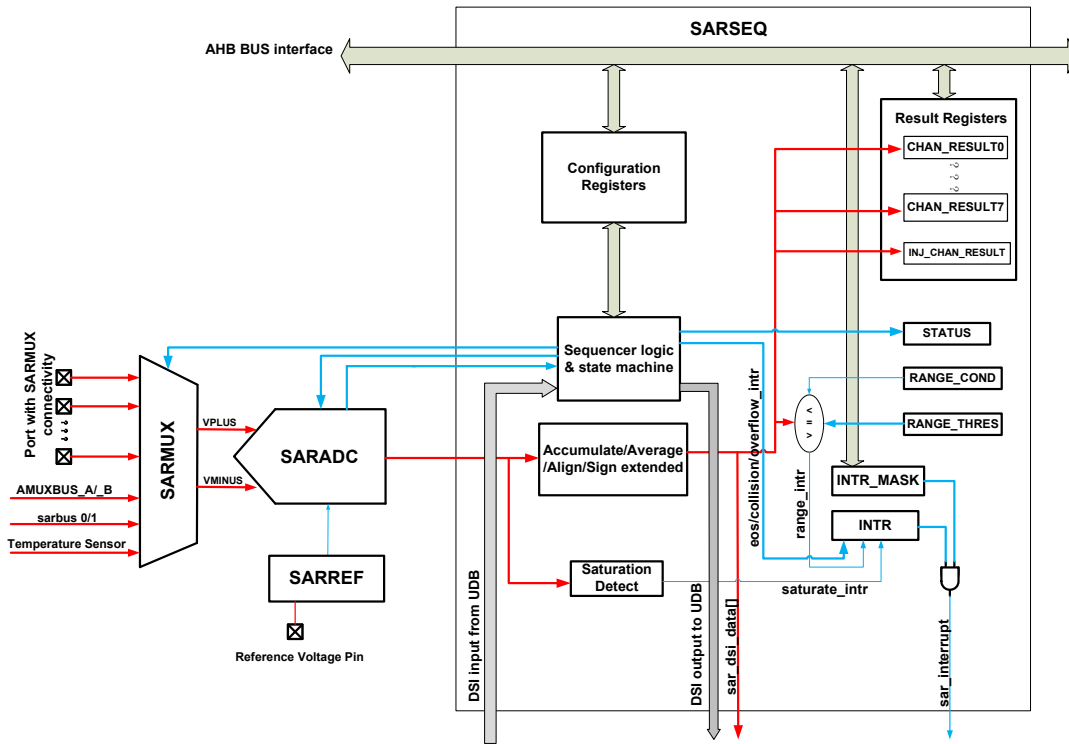 SARSEQ
AHB BUS interface
Configuration
Registers
Result Registers
CHAN_RESULT0
?
?
?
CHAN_RESULT7
INJ_CHAN_RESULT
Sequencer logic
& state machine
STATUS
RANGE_COND
RANGE_THRES
< = >
Port with SARMUX
connectivity
SARMUX
VPLUS
VMINUS
SARADC
Accumulate/Average
/Align/Sign extended
AMUXBUS_A/_B
sarbus 0/1
Temperature Sensor
SARREF
Reference Voltage Pin
Saturation
Detect
saturate_intr
eos/collision/overflow_intr
range_intr
INTR_MASK
INTR
DSI input from UDB
DSI output to UDB
sar_dsi_data[]
sar_interrupt